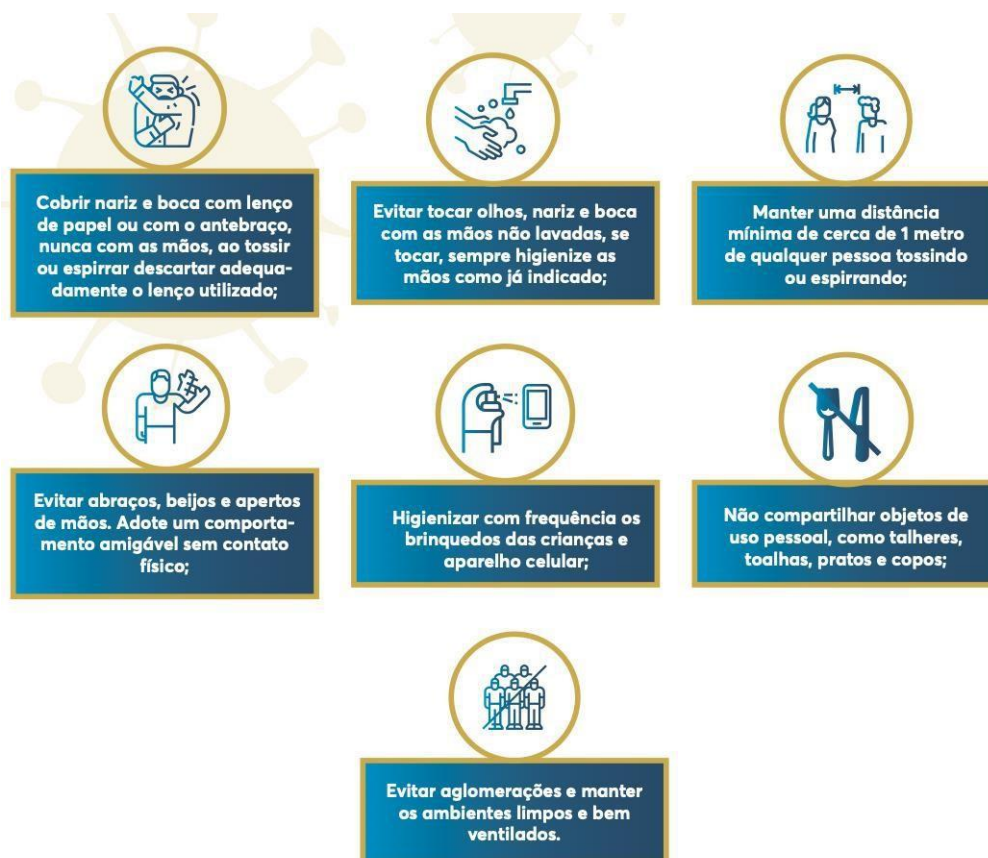 Cobrir nariz e boca com lenço
de papel ou com o antebraço,
nunca com as mãos, ao tossir
ou espirrar descartar adequa-
damente o lenço utilizado;
Evitar tocar olhos, nariz e boca
com as mãos não lavadas, se
tocar, sempre higienize as
mãos como já indicado;
Manter uma distância
mínima de cerca de 1 metro
de qualquer pessoa tossindo
ou espirrando;
Evitar abraços, beijos e apertos
de mãos. Adote um comporta-
mento amigável sem contato
físico;
Higienizar com frequência os
brinquedos das crianças e
aparelho celular;
Não compartilhar objetos de
uso pessoal, como talheres,
toalhas, pratos e copos;
Evitar aglomerações e manter
os ambientes limpos e bem
ventilados.